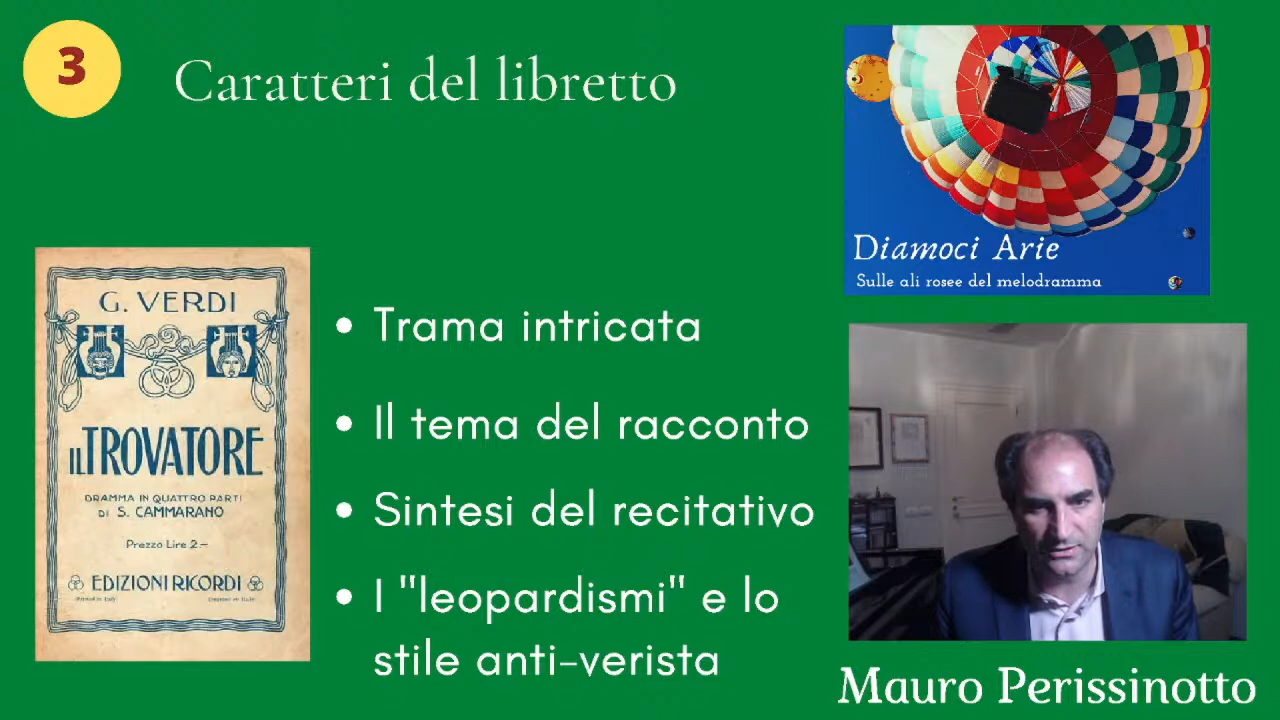 3
Caratteri del libretto
G. VERDI
IL TROVATORE
DRAMMA IN QUATTRO PARTI
DI S. CAMMARANO
Prezzo Lire 2—
EDIZIONI RICORDI
• Trama intricata
• Il tema del racconto
• Sintesi del recitativo
• I "leopardismi" e lo
stile anti-verista
Diamoci Arie
Sulle ali rosee del melodramma
Mauro Perissinotto